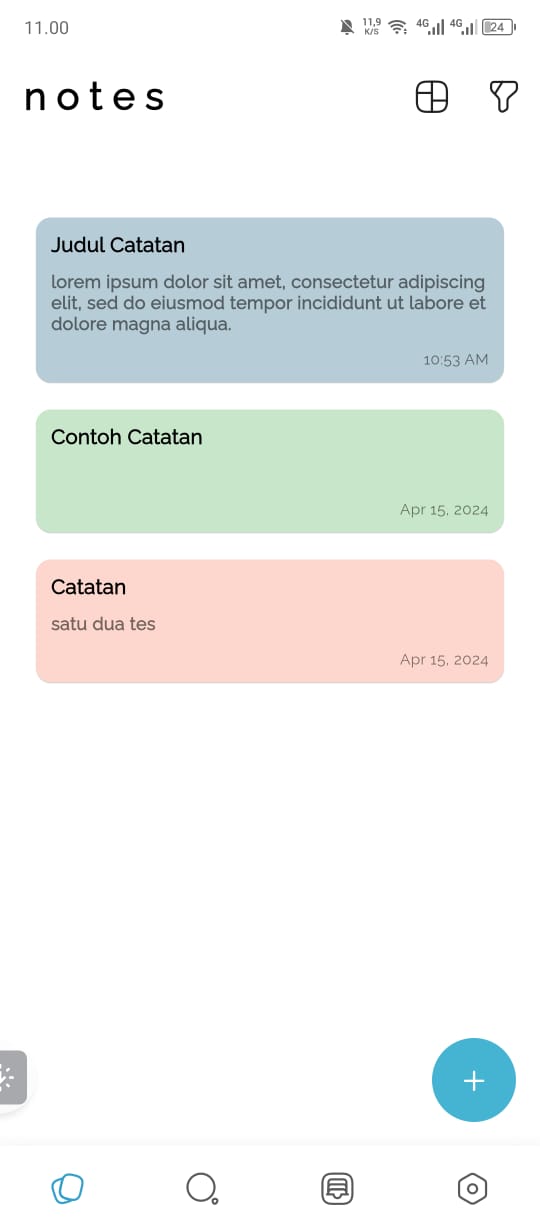 11.00
11,9
K/S
4G
4G
24
notes
Judul Catatan
lorem ipsum dolor sit amet, consectetur adipiscing
elit, sed do eiusmod tempor incididunt ut labore et
dolore magna aliqua.
10:53 AM
Contoh Catatan
Apr 15, 2024
Catatan
satu dua tes
Apr 15, 2024